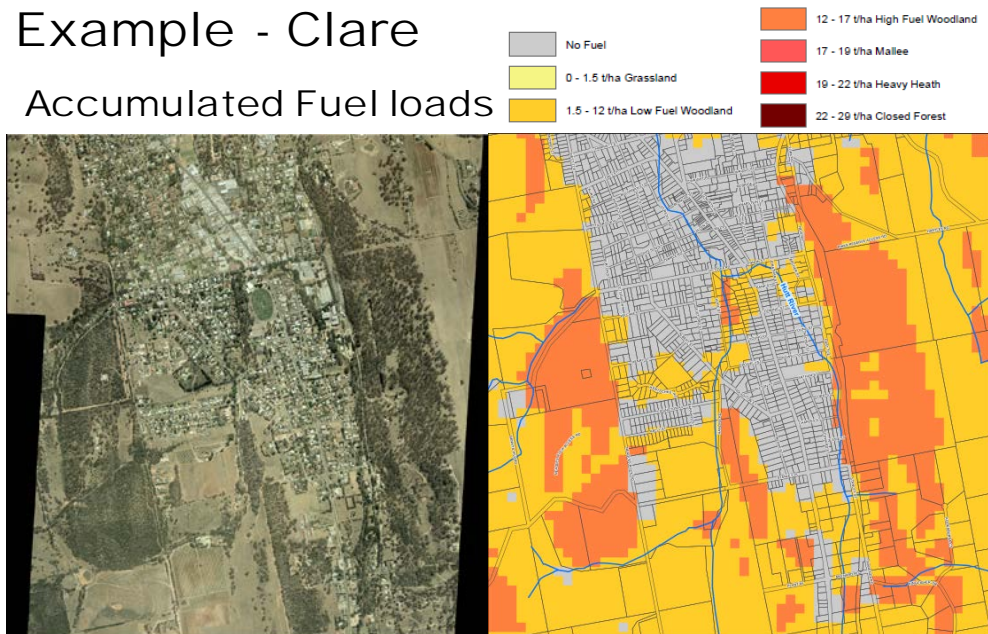 Example - Clare
Accumulated Fuel loads
No Fuel
0 - 1.5 t/ha Grassland
1.5 - 12 t/ha Low Fuel Woodland
12 - 17 t/ha High Fuel Woodland
17 - 19 t/ha Mallee
19 - 22 t/ha Heavy Heath
22 - 29 t/ha Closed Forest
Hutt River